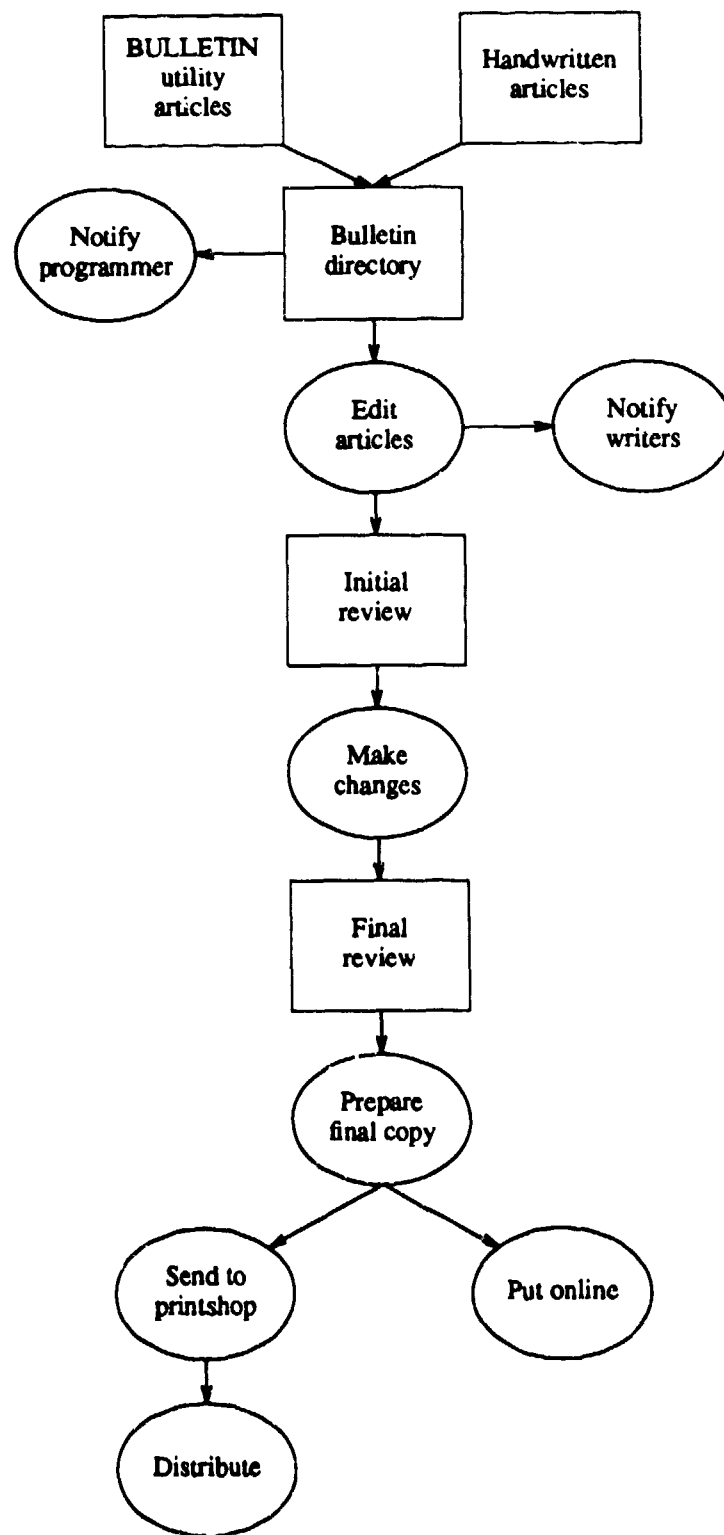 BULLETIN
utility
articles
Handwritten
articles
Notify
programmer
Bulletin
directory
Edit
articles
Notify
writers
Initial
review
Make
changes
Final
review
Prepare
final copy
Send to
printshop
Put online
Distribute